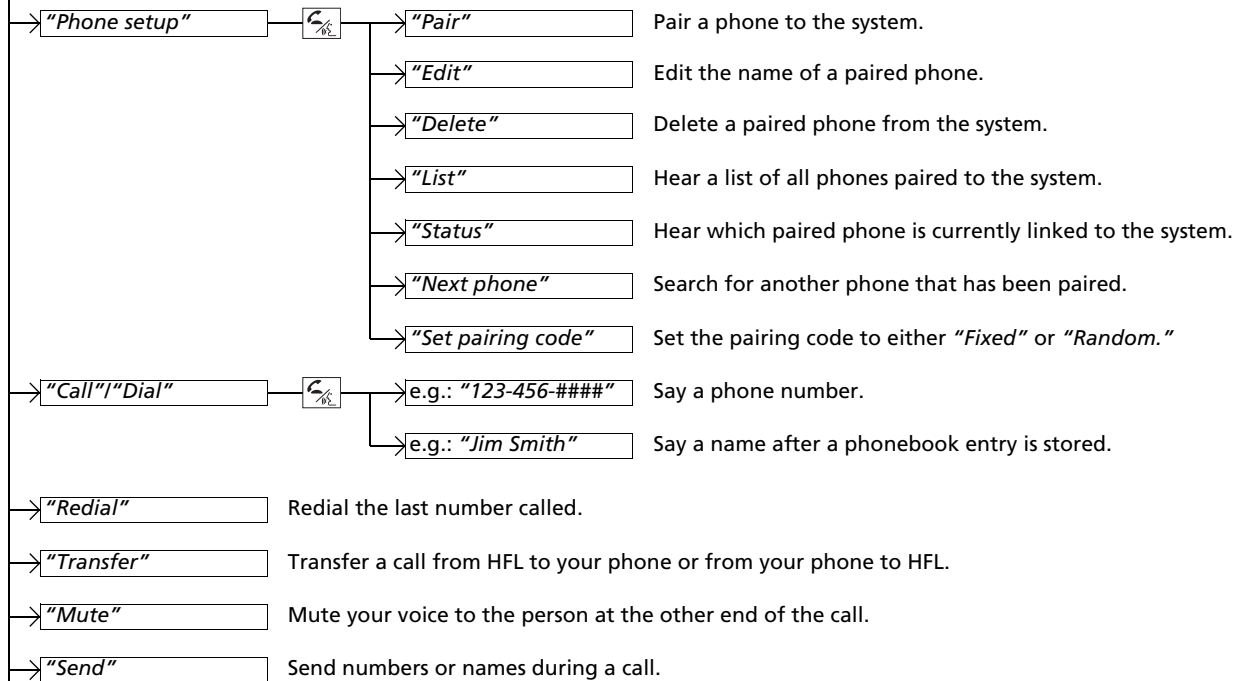 "Phone setup" "Pair" Pair a phone to the system.
"Edit" Edit the name of a paired phone.
"Delete" Delete a paired phone from the system.
"List" Hear a list of all phones paired to the system.
"Status" Hear which paired phone is currently linked to the system.
"Next phone" Search for another phone that has been paired.
"Set pairing code" Set the pairing code to either "Fixed" or "Random."
"Call"/"Dial" e.g.: "123-456-####" Say a phone number.
e.g.: "Jim Smith" Say a name after a phonebook entry is stored.
"Redial" Redial the last number called.
"Transfer" Transfer a call from HFL to your phone or from your phone to HFL.
"Mute" Mute your voice to the person at the other end of the call.
"Send" Send numbers or names during a call.